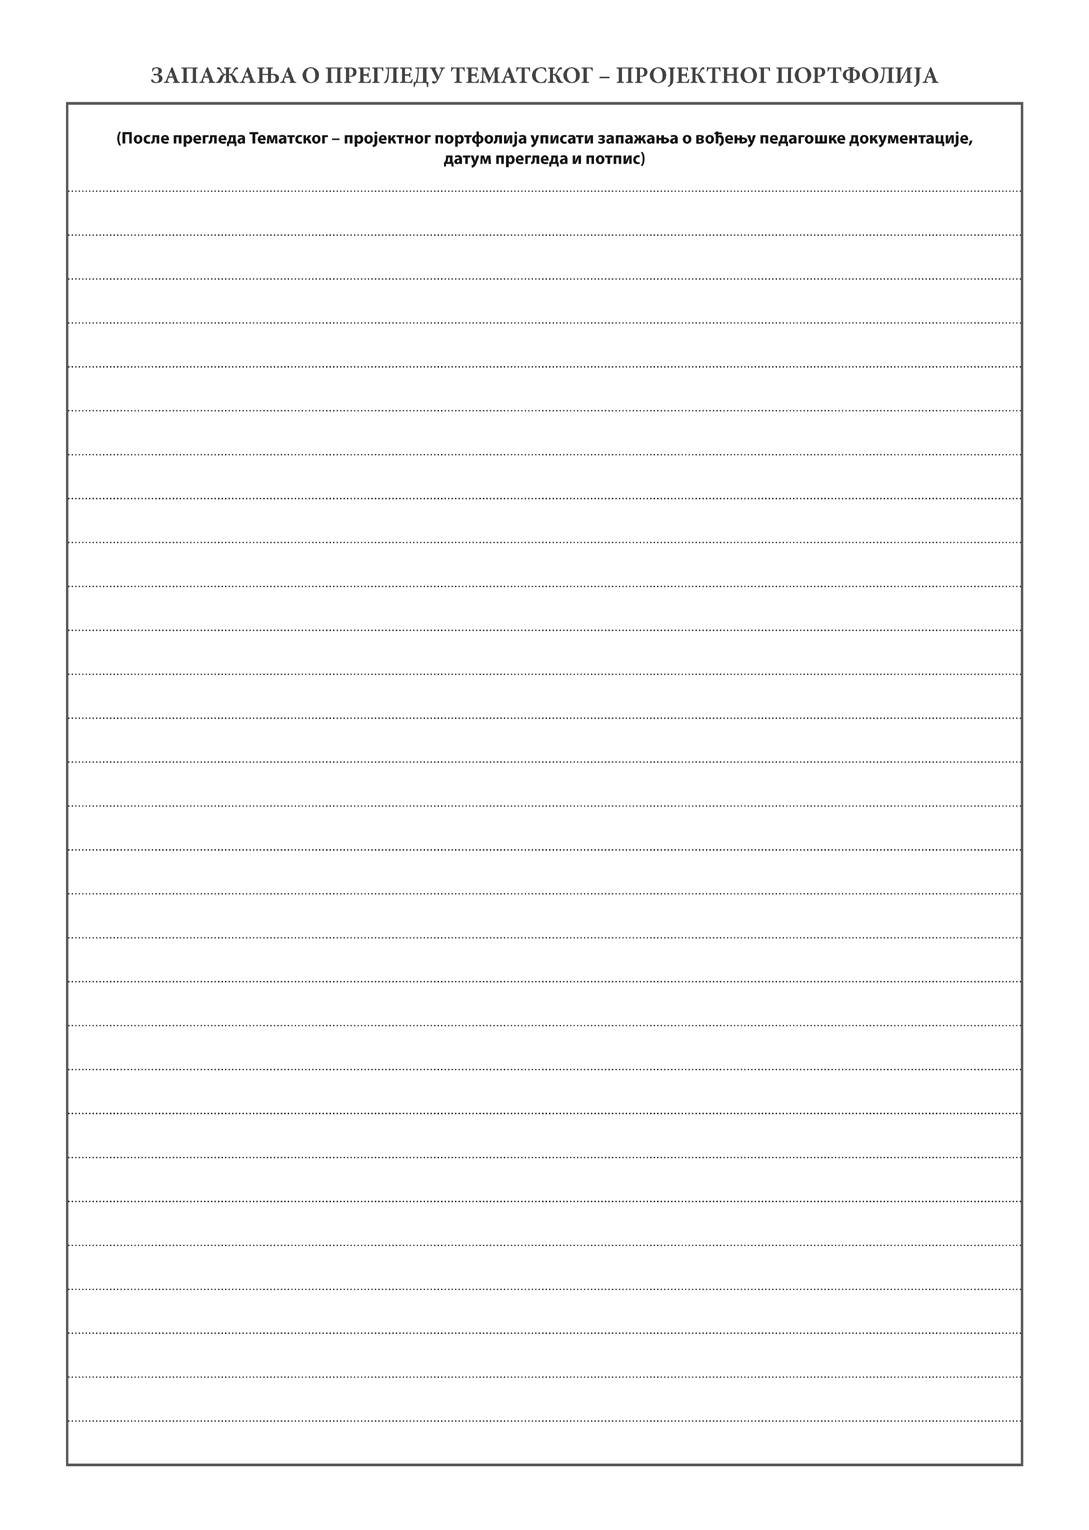 ЗАПАЖАЊА О ПРЕГЛЕДУ ТЕМАТСКОГ – ПРОЈЕКТНОГ ПОРТФОЛИЈА
(После прегледа Тематског – пројектног портфолија уписати запажања о вођењу педагошке документације,
датум прегледа и потпис)